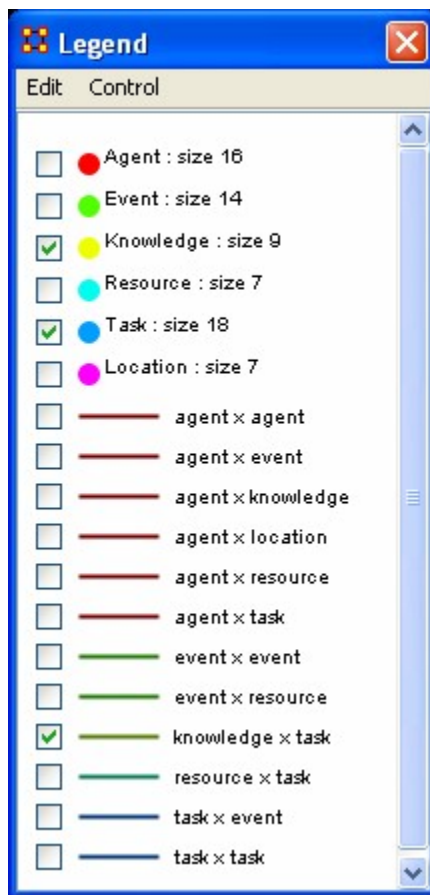 Legend
Edit Control
Agent : size 16
Event : size 14
Knowledge : size 9
Resource : size 7
Task : size 18
Location : size 7
agent x agent
agent x event
agent x knowledge
agent x location
agent x resource
agent x task
event x event
event x resource
knowledge x task
resource x task
task x event
task x task